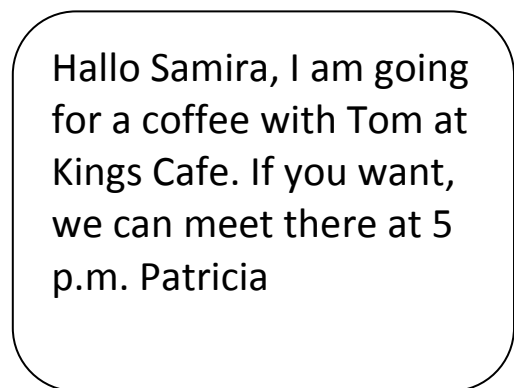 Hallo Samira, I am going
for a coffee with Tom at
Kings Cafe. If you want,
we can meet there at 5
p.m. Patricia